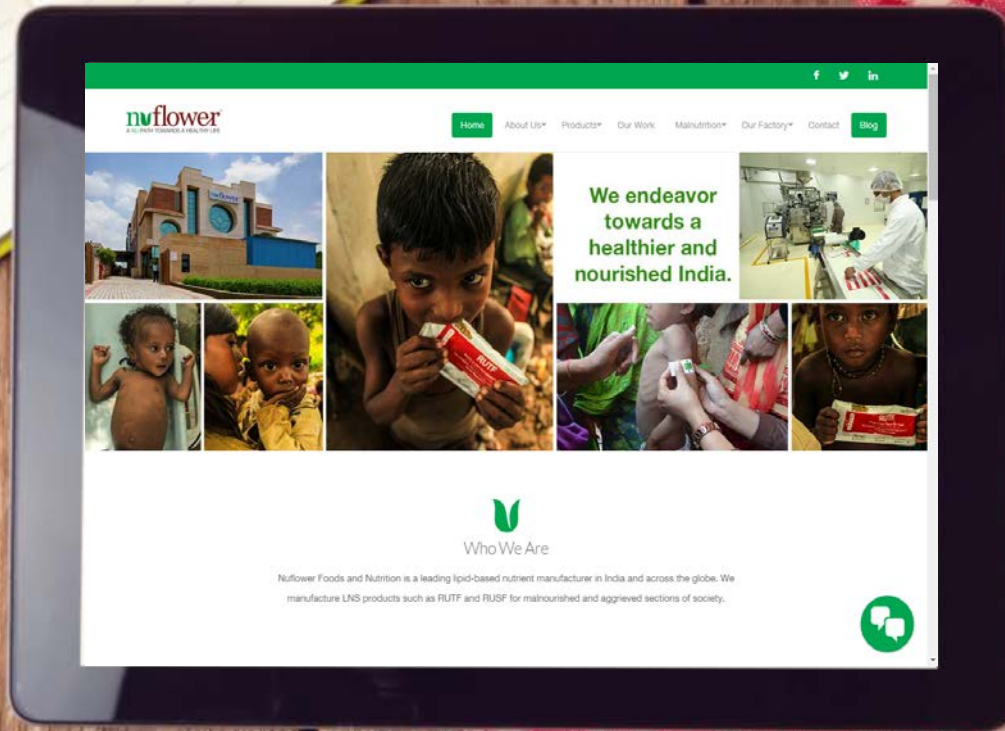 f
in
nuflower
A NU PATH TOWARDS A HEALTHY LIFE
Home About Us Products Our Work Malnutrition Our Factory Contact Blog
nuflower
We endeavor
towards a
healthier and
nourished India.
RUTF
Who We Are
Nuflower Foods and Nutrition is a leading lipid-based nutrient manufacturer in India and across the globe. We
manufacture LNS products such as RUTF and RUSF for malnourished and aggrieved sections of society.